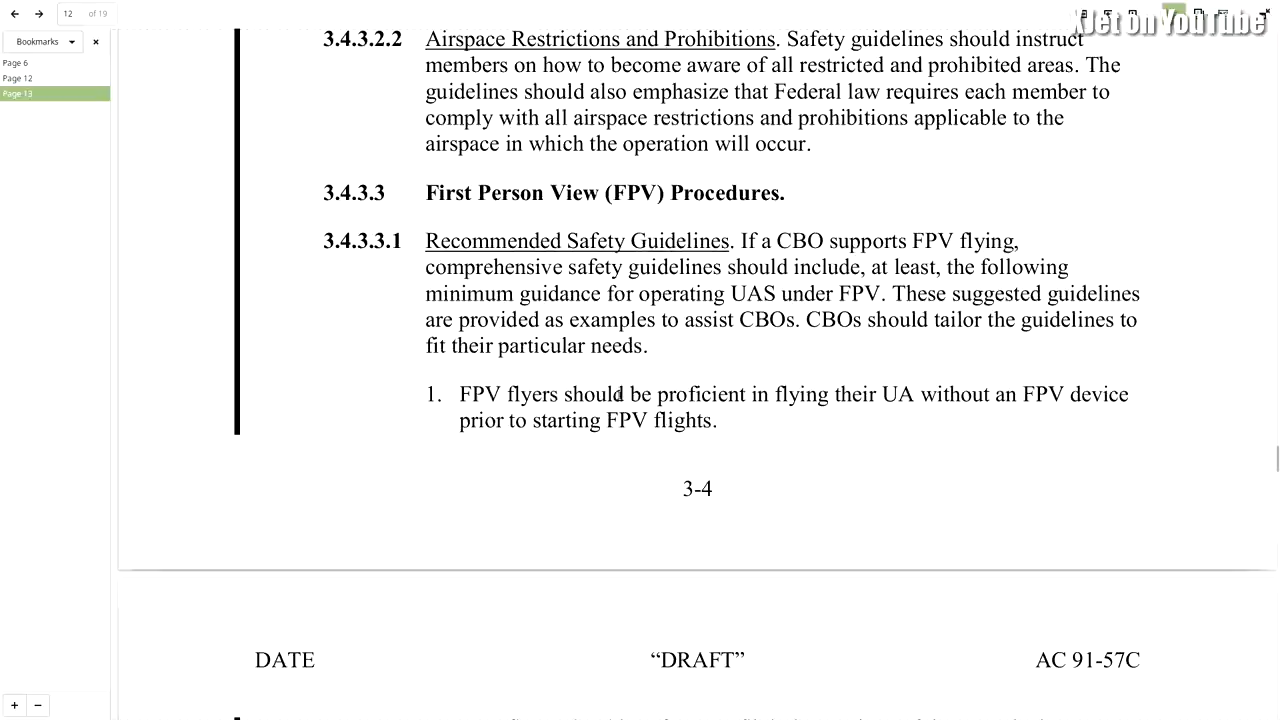 12 of 19
xJet on YouTube
Bookmarks
Page 6
Page 12
Page 13
3.4.3.2.2 Airspace Restrictions and Prohibitions. Safety guidelines should instruct
members on how to become aware of all restricted and prohibited areas. The
guidelines should also emphasize that Federal law requires each member to
comply with all airspace restrictions and prohibitions applicable to the
airspace in which the operation will occur.
3.4.3.3 First Person View (FPV) Procedures.
3.4.3.3.1 Recommended Safety Guidelines. If a CBO supports FPV flying,
comprehensive safety guidelines should include, at least, the following
minimum guidance for operating UAS under FPV. These suggested guidelines
are provided as examples to assist CBOs. CBOs should tailor the guidelines to
fit their particular needs.
1. FPV flyers should be proficient in flying their UA without an FPV device
prior to starting FPV flights.
3-4
DATE “DRAFT” AC 91-57C